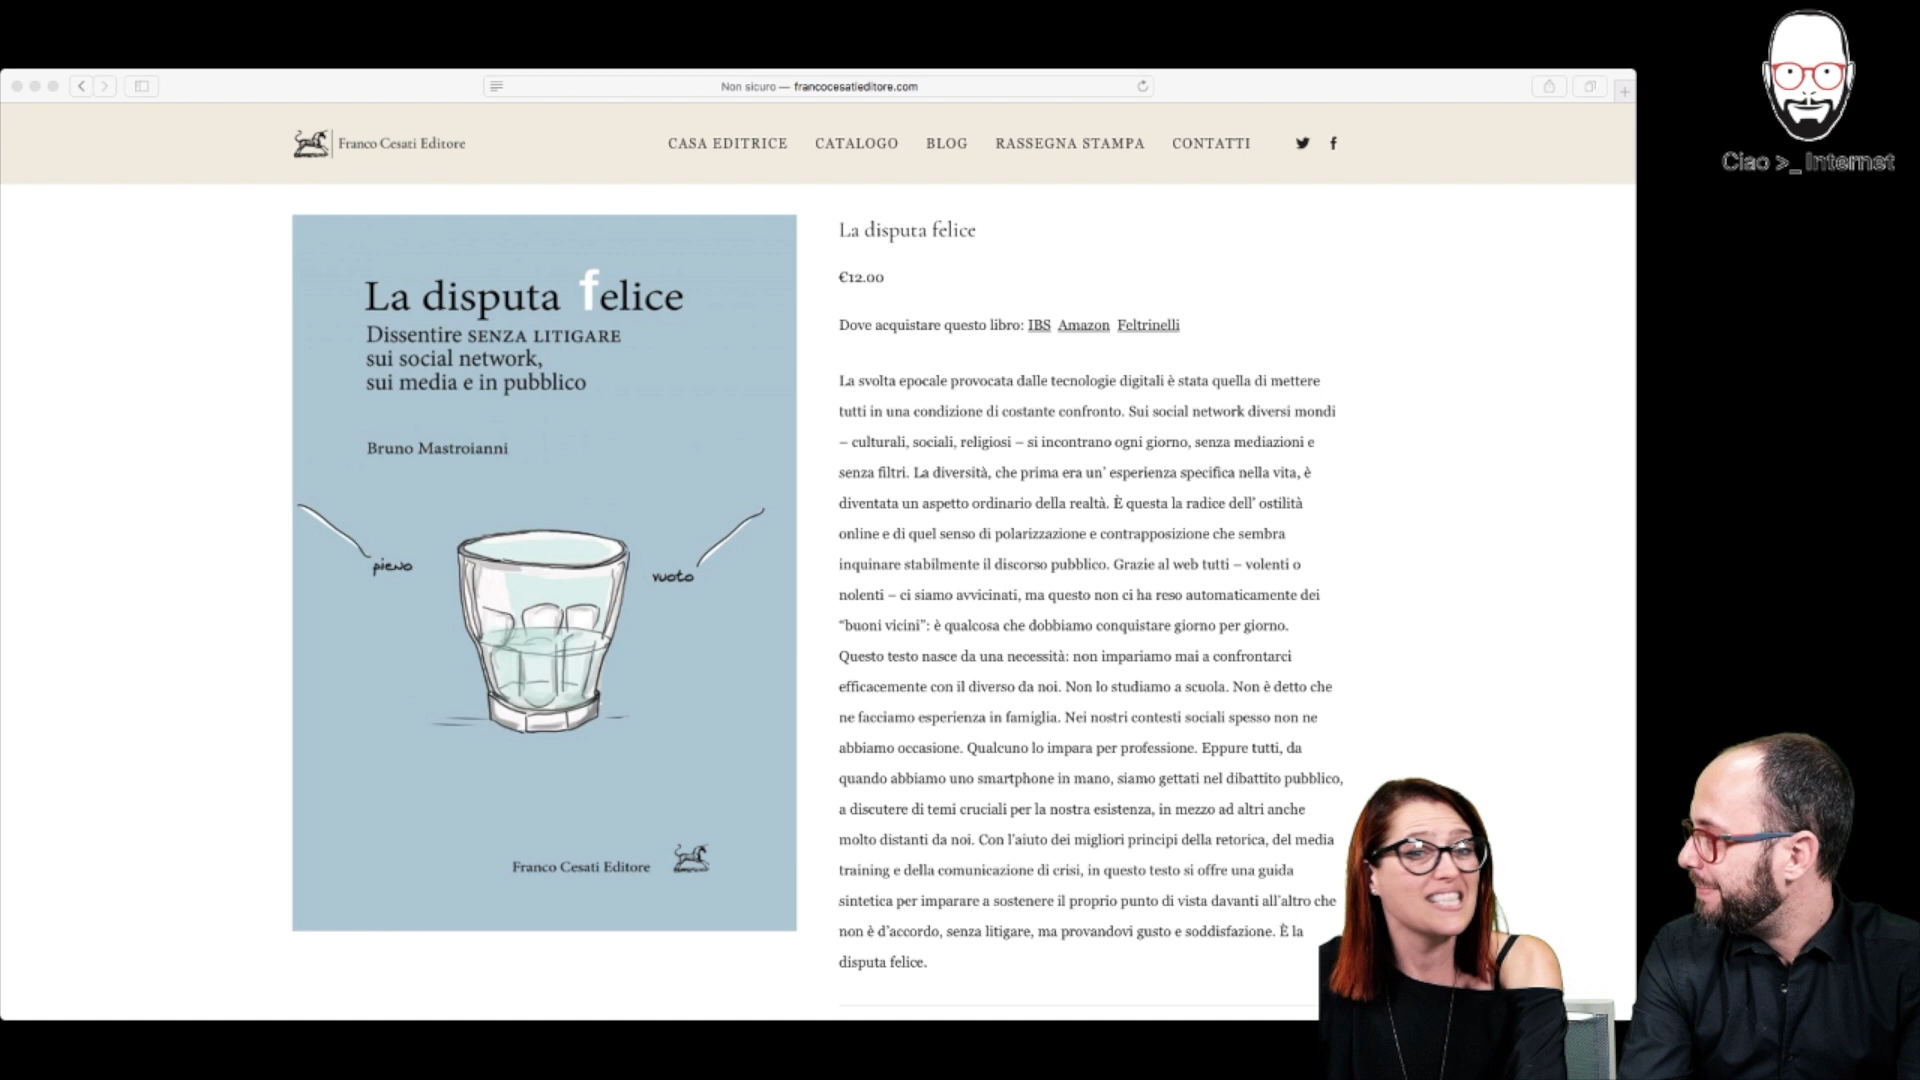 Non sicuro — francocesatieditore.com
Franco Cesati Editore
CASA EDITRICE
CATALOGO
BLOG
RASSEGNA STAMPA
CONTATTI
Ciao >_ Internet
La disputa felice
Dissentire SENZA LITIGARE
sui social network,
sui media e in pubblico
Bruno Mastroianni
pieno
vuoto
Franco Cesati Editore
La disputa felice
€12.00
Dove acquistare questo libro: IBS Amazon Feltrinelli
La svolta epocale provocata dalle tecnologie digitali è stata quella di mettere
tutti in una condizione di costante confronto. Sui social network diversi mondi
– culturali, sociali, religiosi – si incontrano ogni giorno, senza mediazioni e
senza filtri. La diversità, che prima era un’ esperienza specifica nella vita, è
diventata un aspetto ordinario della realtà. È questa la radice dell’ ostilità
online e di quel senso di polarizzazione e contrapposizione che sembra
inquinare stabilmente il discorso pubblico. Grazie al web tutti – volenti o
nolenti – ci siamo avvicinati, ma questo non ci ha reso automaticamente dei
“buoni vicini”: è qualcosa che dobbiamo conquistare giorno per giorno.
Questo testo nasce da una necessità: non impariamo mai a confrontarci
efficacemente con il diverso da noi. Non lo studiamo a scuola. Non è detto che
ne facciamo esperienza in famiglia. Nei nostri contesti sociali spesso non ne
abbiamo occasione. Qualcuno lo impara per professione. Eppure tutti, da
quando abbiamo uno smartphone in mano, siamo gettati nel dibattito pubblico,
a discutere di temi cruciali per la nostra esistenza, in mezzo ad altri anche
molto distanti da noi. Con l’aiuto dei migliori principi della retorica, del media
training e della comunicazione di crisi, in questo testo si offre una guida
sintetica per imparare a sostenere il proprio punto di vista davanti all’altro che
non è d’accordo, senza litigare, ma provandovi gusto e soddisfazione. È la
disputa felice.